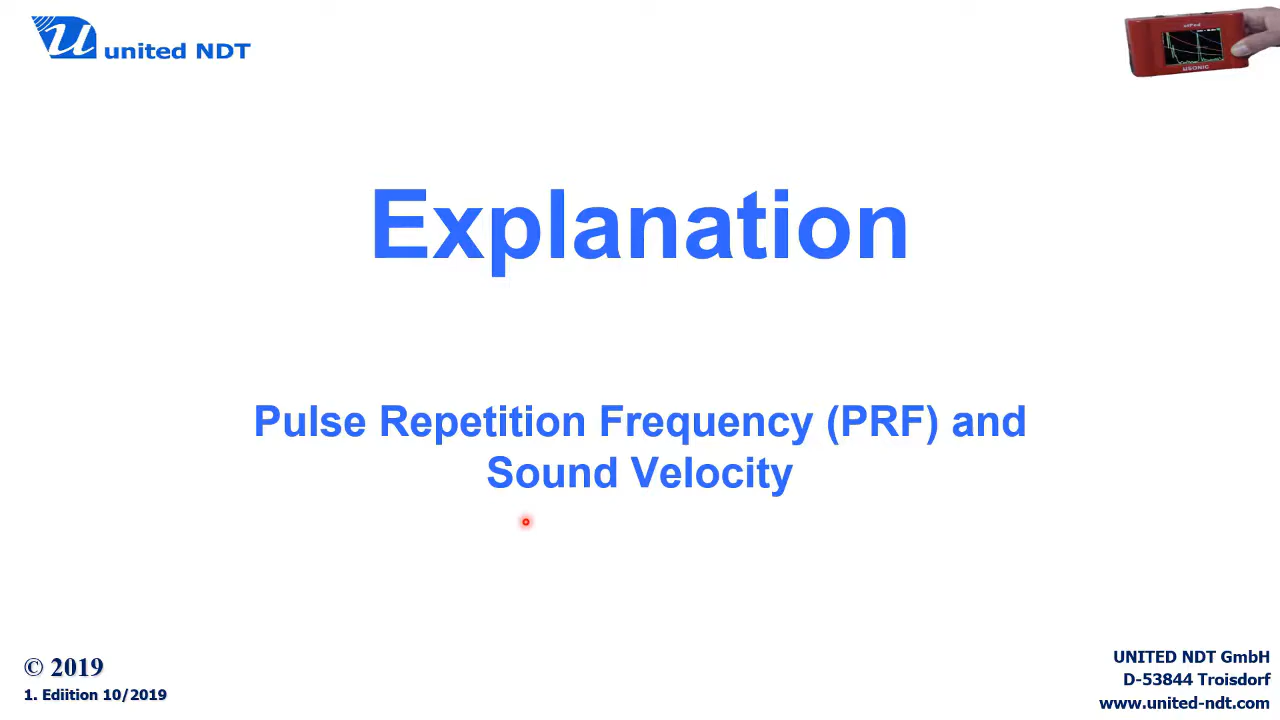 united NDT
Explanation
Pulse Repetition Frequency (PRF) and
Sound Velocity
© 2019
1. Ediition 10/2019
UNITED NDT GmbH
D-53844 Troisdorf
www.united-ndt.com
USONIC